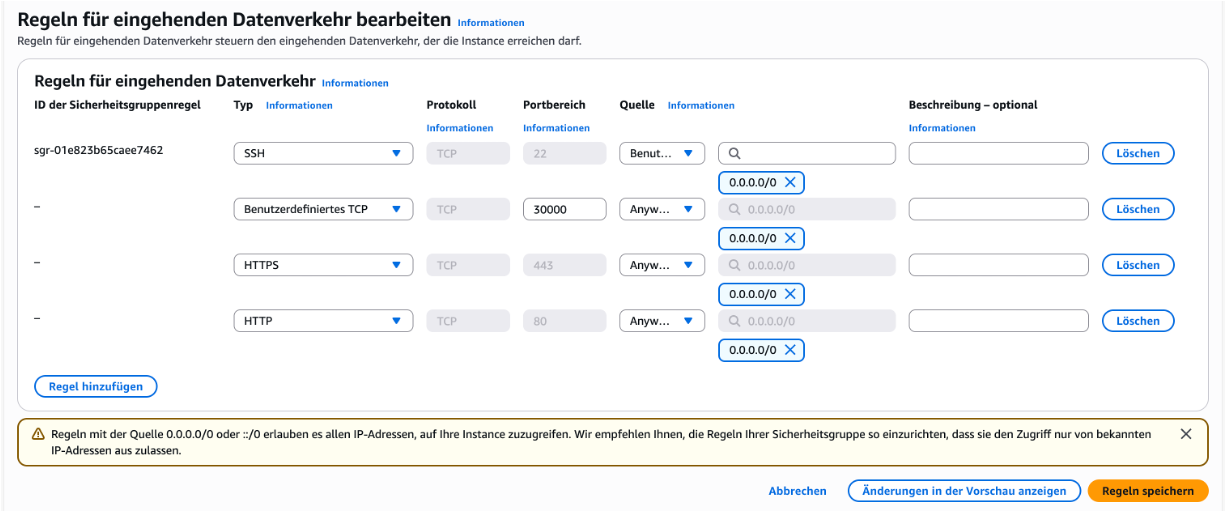 Regeln für eingehenden Datenverkehr bearbeiten Informationen
Regeln für eingehenden Datenverkehr steuern den eingehenden Datenverkehr, der die Instance erreichen darf.
Regeln für eingehenden Datenverkehr Informationen
ID der Sicherheitsgruppenregel Typ Informationen Protokoll Portbereich Quelle Informationen Beschreibung – optional
Informationen Informationen Informationen
sgr-01e823b65caee7462 SSH TCP 22 Benut... Löschen
0.0.0.0/0
– Benutzerdefiniertes TCP TCP 30000 Anyw... 0.0.0.0/0 Löschen
0.0.0.0/0
– HTTPS TCP 443 Anyw... 0.0.0.0/0 Löschen
0.0.0.0/0
– HTTP TCP 80 Anyw... 0.0.0.0/0 Löschen
0.0.0.0/0
Regel hinzufügen
Regeln mit der Quelle 0.0.0.0/0 oder ::/0 erlauben es allen IP-Adressen, auf Ihre Instance zuzugreifen. Wir empfehlen Ihnen, die Regeln Ihrer Sicherheitsgruppe so einzurichten, dass sie den Zugriff nur von bekannten
IP-Adressen aus zulassen.
Abbrechen Änderungen in der Vorschau anzeigen Regeln speichern